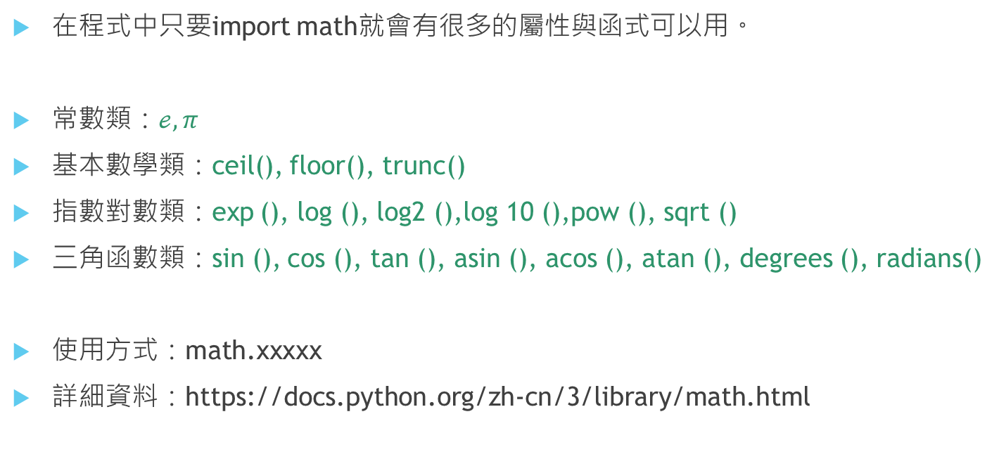 在程式中只要import math就會有很多的屬性與函式可以用。
常數類：e,π
基本數學類：ceil(), floor(), trunc()
指數對數類：exp (), log (), log2 (),log 10 (),pow (), sqrt ()
三角函數類：sin (), cos (), tan (), asin (), acos (), atan (), degrees (), radians()
使用方式：math.xxxxx
詳細資料：https://docs.python.org/zh-cn/3/library/math.html